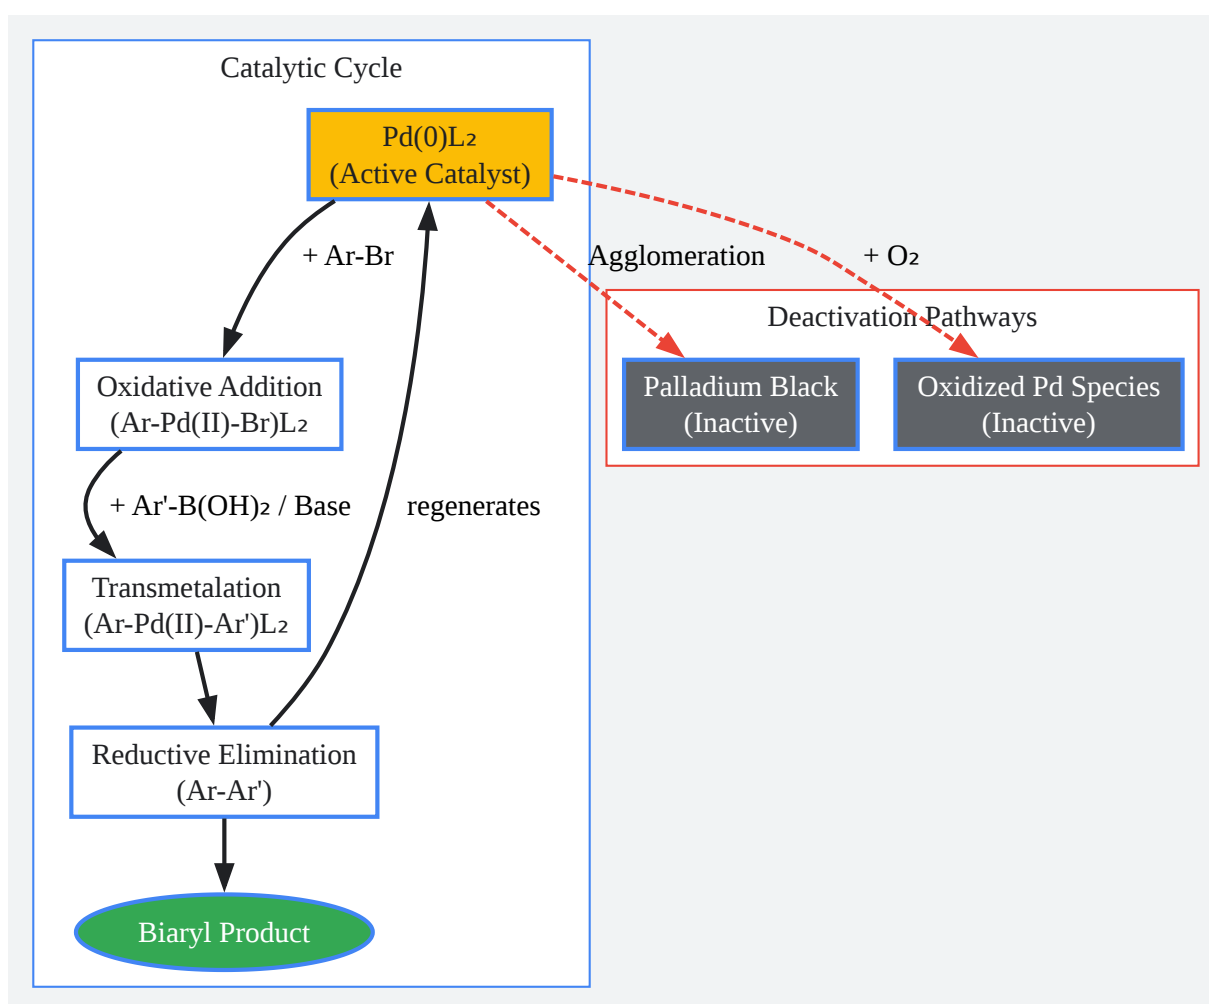 Catalytic Cycle
Pd(0)L₂
(Active Catalyst)
+ Ar-Br
Agglomeration
+ O₂
Deactivation Pathways
Oxidative Addition
(Ar-Pd(II)-Br)L₂
Palladium Black
(Inactive)
Oxidized Pd Species
(Inactive)
+ Ar'-B(OH)₂ / Base
regenerates
Transmetalation
(Ar-Pd(II)-Ar')L₂
Reductive Elimination
(Ar-Ar')
Biaryl Product